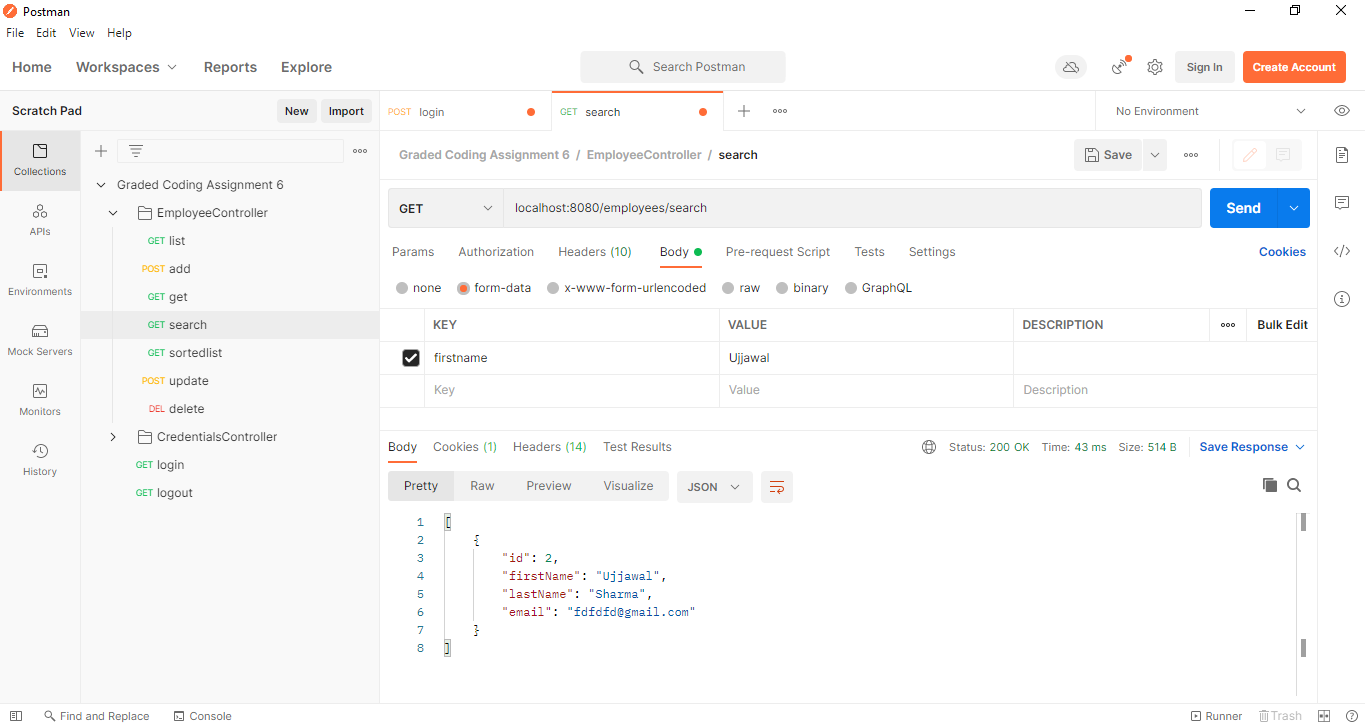 Postman
File Edit View Help
Home Workspaces Reports Explore Search Postman Sign In Create Account
Scratch Pad New Import
POST login GET search No Environment
Collections
APIs
Environments
Mock Servers
Monitors
History
Graded Coding Assignment 6
EmployeeController
GET list
POST add
GET get
GET search
GET sortedlist
POST update
DEL delete
CredentialsController
GET login
GET logout
Graded Coding Assignment 6 / EmployeeController / search Save
GET localhost:8080/employees/search Send
Params Authorization Headers (10) Body Pre-request Script Tests Settings Cookies
none form-data x-www-form-urlencoded raw binary GraphQL
KEY VALUE DESCRIPTION Bulk Edit
firstname Ujjawal
Key Value Description
Body Cookies (1) Headers (14) Test Results Status: 200 OK Time: 43 ms Size: 514 B Save Response
Pretty Raw Preview Visualize JSON
1 [
2 {
3 "id": 2,
4 "firstName": "Ujjawal",
5 "lastName": "Sharma",
6 "email": "fdfdfd@gmail.com"
7 }
8 ]
Find and Replace Console Runner Trash